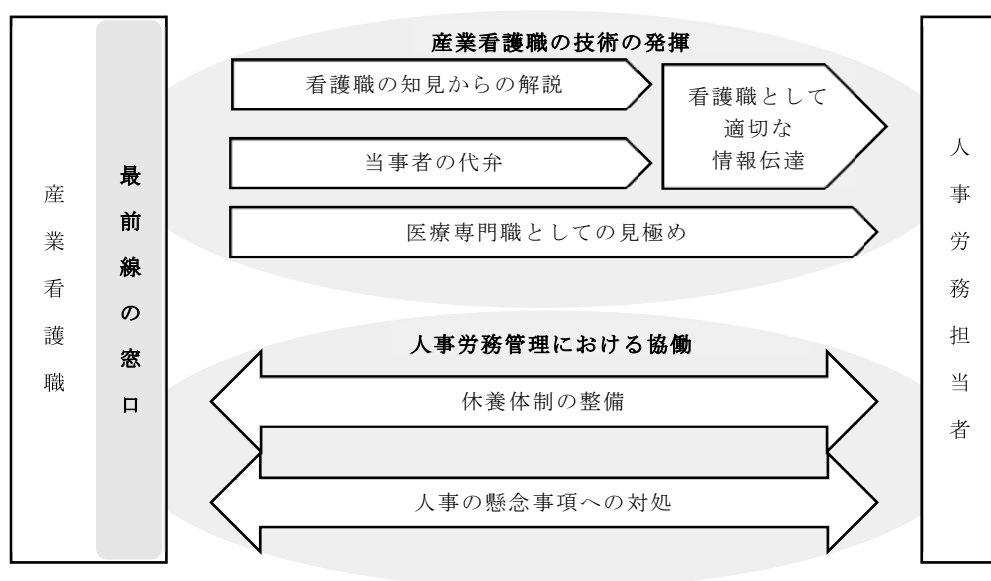 産業看護職
最前線の窓口
産業看護職の技術の発揮
看護職の知見からの解説
当事者の代弁
看護職として
適切な
情報伝達
医療専門職としての見極め
人事労務管理における協働
休養体制の整備
人事の懸念事項への対処
人事労務担当者